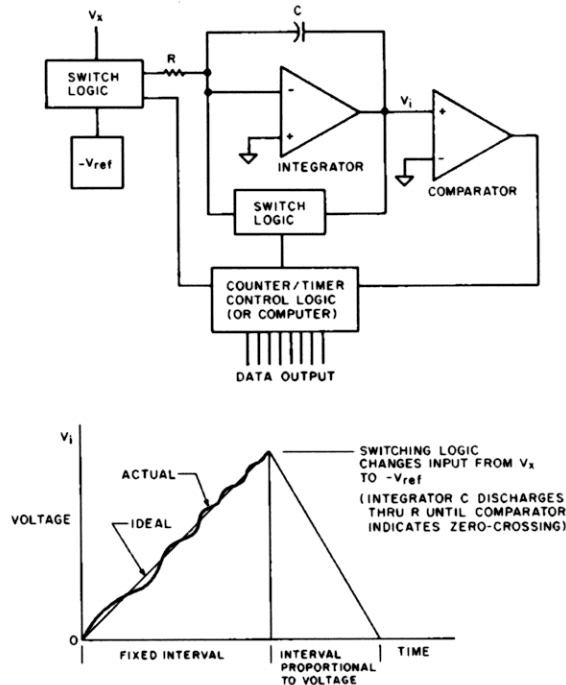 C
Vx
R
SWITCH
LOGIC
-Vref
-
+
INTEGRATOR
Vi
+
-
COMPARATOR
SWITCH
LOGIC
COUNTER/TIMER
CONTROL LOGIC
(OR COMPUTER)
DATA OUTPUT
Vi
SWITCHING LOGIC
CHANGES INPUT FROM Vx
TO -Vref
(INTEGRATOR C DISCHARGES
THRU R UNTIL COMPARATOR
INDICATES ZERO-CROSSING)
ACTUAL
VOLTAGE
IDEAL
0
FIXED INTERVAL
INTERVAL
PROPORTIONAL
TO VOLTAGE
TIME